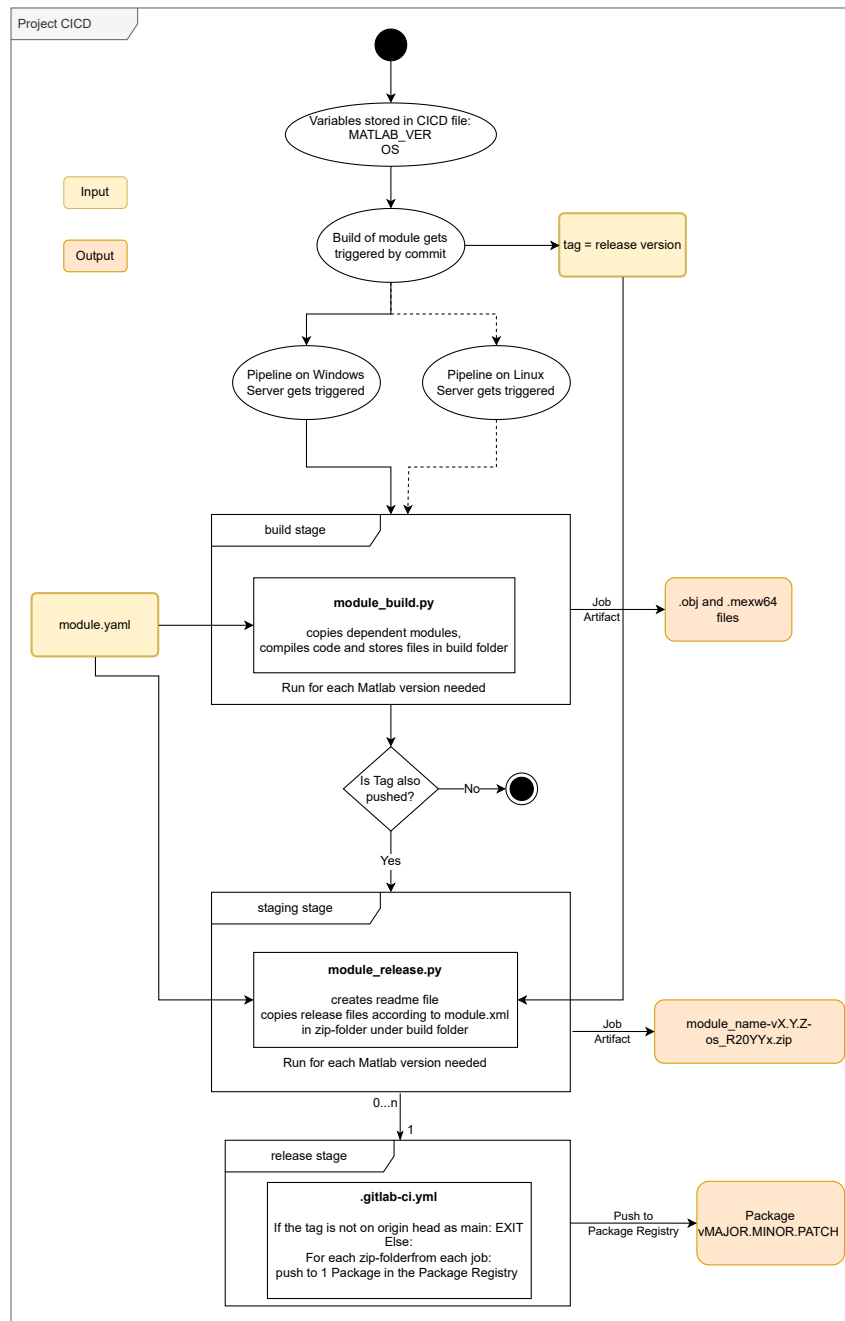 Project CICD
Variables stored in CICD file:
MATLAB_VER
OS
Input
Build of module gets
triggered by commit
tag = release version
Output
Pipeline on Windows
Server gets triggered
Pipeline on Linux
Server gets triggered
build stage
module_build.py
copies dependent modules,
compiles code and stores files in build folder
Run for each Matlab version needed
module.yaml
Job
Artifact
.obj and .mexw64
files
Is Tag also
pushed?
No
Yes
staging stage
module_release.py
creates readme file
copies release files according to module.xml
in zip-folder under build folder
Run for each Matlab version needed
Job
Artifact
module_name-vX.Y.Z-
os_R20YYx.zip
0...n
1
release stage
.gitlab-ci.yml
If the tag is not on origin head as main: EXIT
Else:
For each zip-folderfrom each job:
push to 1 Package in the Package Registry
Push to
Package Registry
Package
vMAJOR.MINOR.PATCH